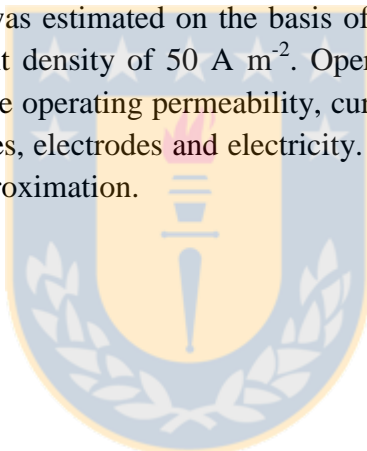 was estimated on the basis of
t density of 50 A m-2. Oper
e operating permeability, cur
es, electrodes and electricity.
roximation.